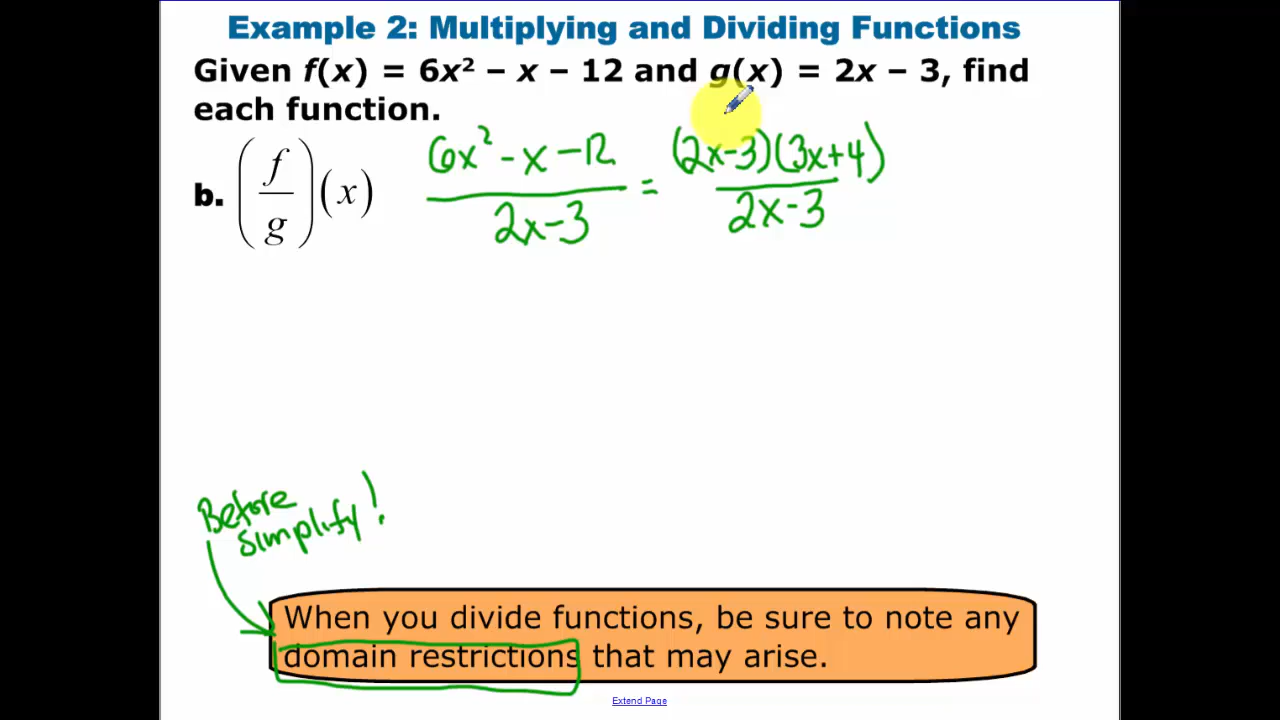 Example 2: Multiplying and Dividing Functions
Given f(x) = 6x² – x – 12 and g(x) = 2x – 3, find
each function.
b. (f/g)(x) (6x² - x - 12)/(2x - 3) = ((2x-3)(3x+4))/(2x-3)
Before
simplify!
When you divide functions, be sure to note any
domain restrictions that may arise.
Extend Page